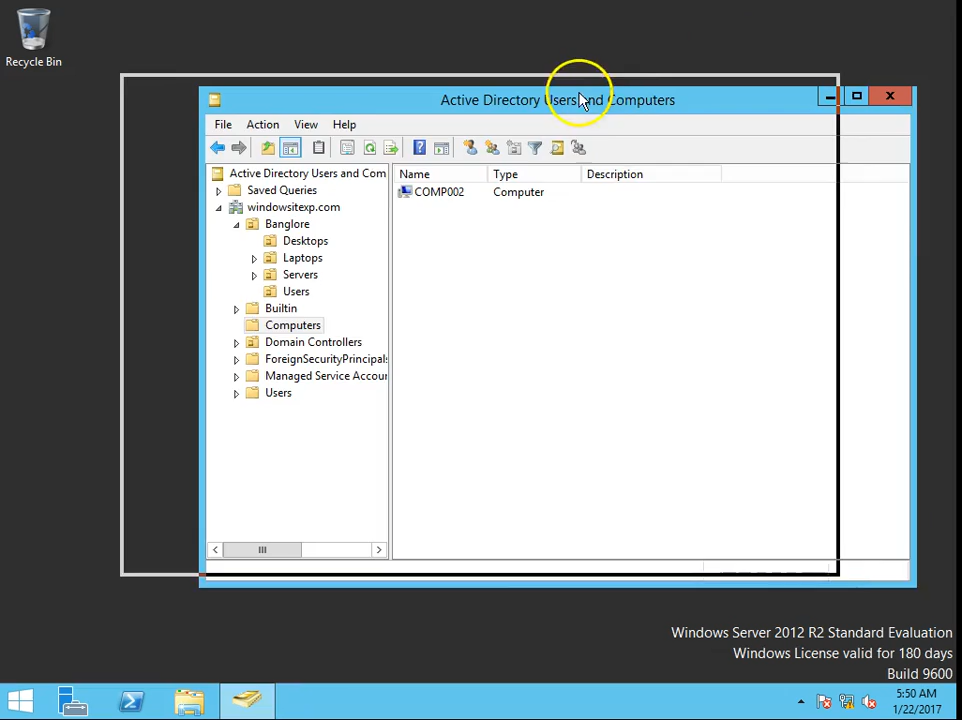 Recycle Bin
Active Directory Users and Computers
File Action View Help
Active Directory Users and Com
Saved Queries
windowsitexp.com
Banglore
Desktops
Laptops
Servers
Users
Builtin
Computers
Domain Controllers
ForeignSecurityPrincipals
Managed Service Accour
Users
Name Type Description
COMP002 Computer
Windows Server 2012 R2 Standard Evaluation
Windows License valid for 180 days
Build 9600
5:50 AM
1/22/2017